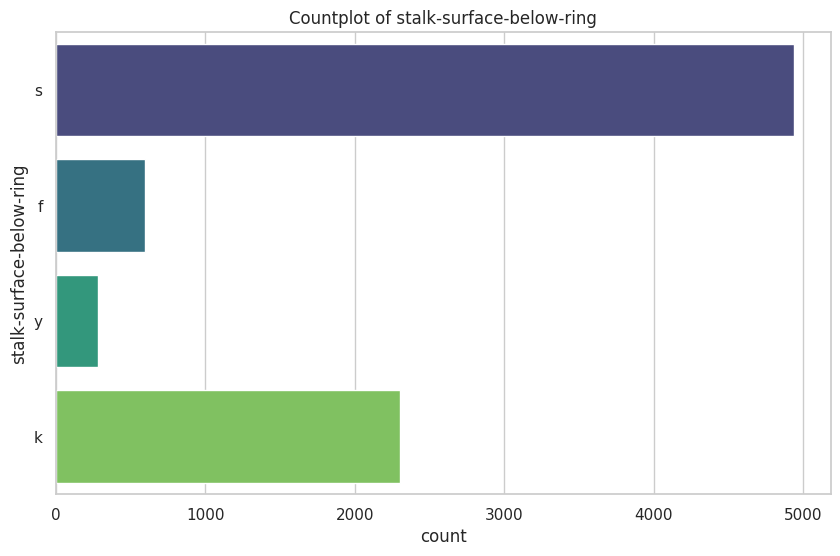 Countplot of stalk-surface-below-ring
stalk-surface-below-ring
s
f
y
k
0 1000 2000 3000 4000 5000
count